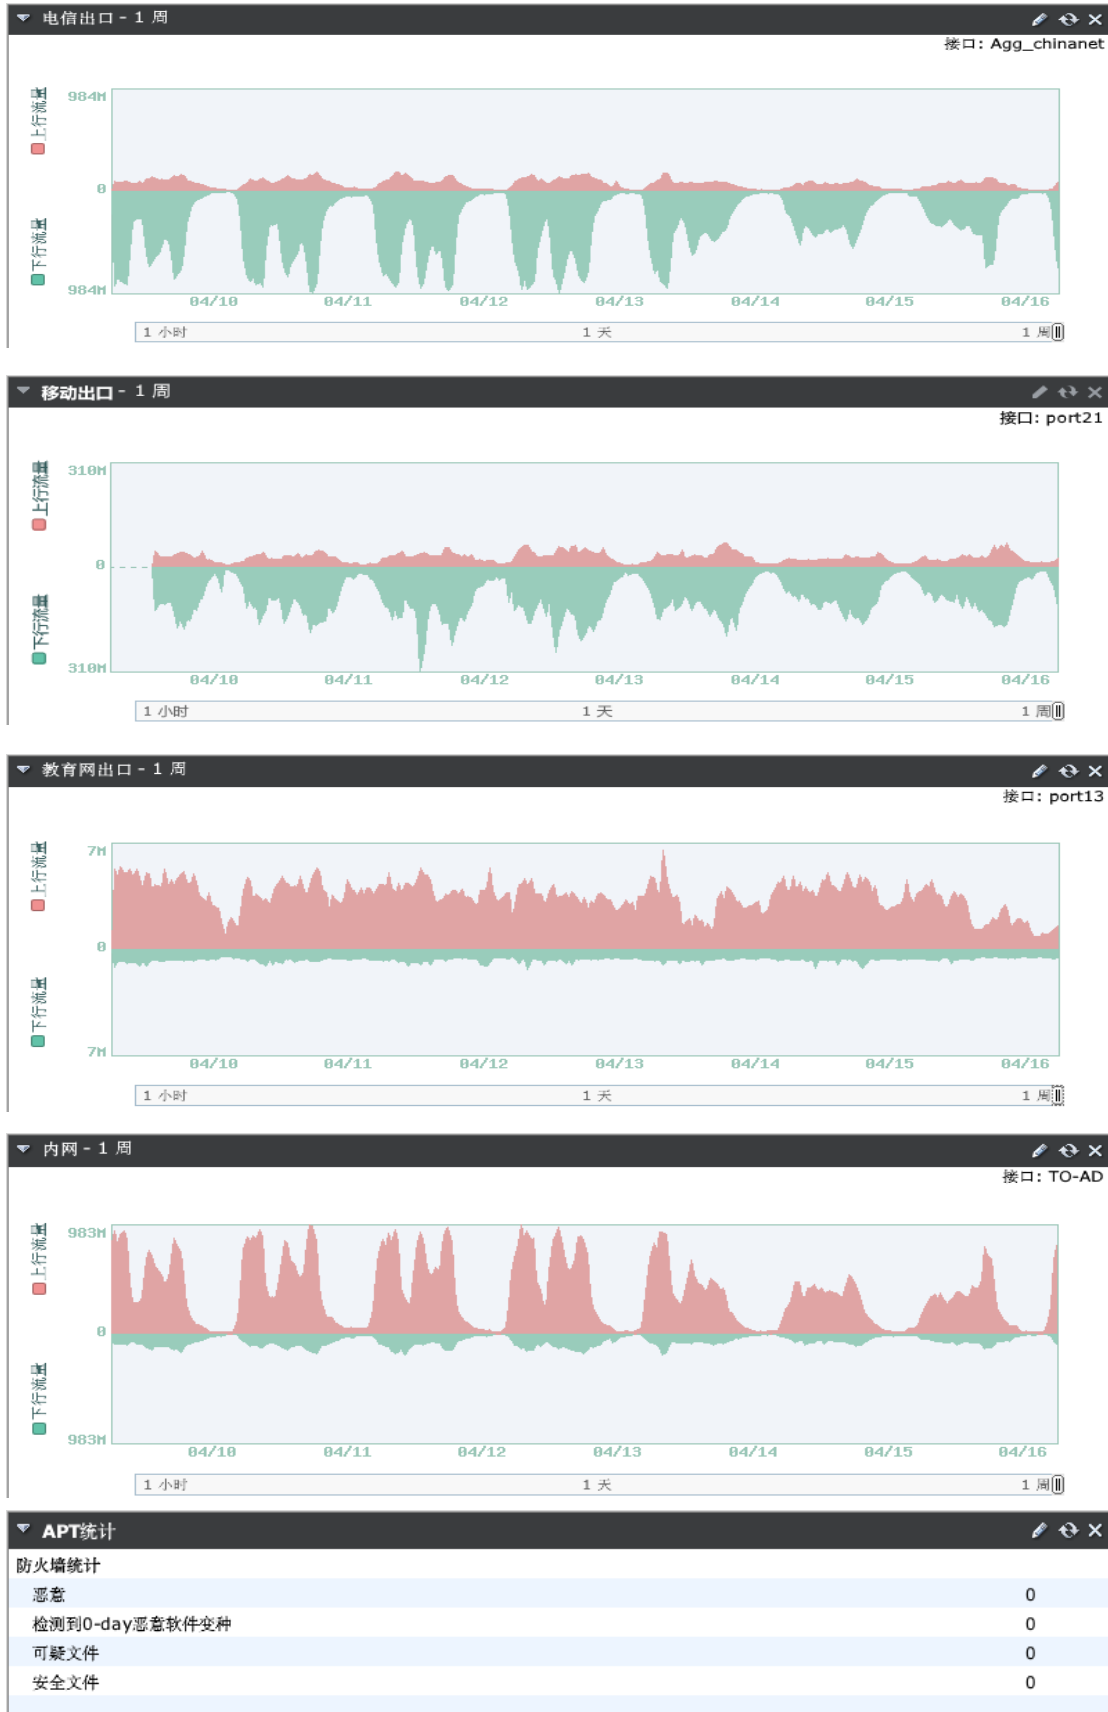 电信出口 - 1 周
接口: Agg_chinanet
上行流量
984M
0
下行流量
984M
04/10 04/11 04/12 04/13 04/14 04/15 04/16
1 小时 1 天 1 周
移动出口 - 1 周
接口: port21
上行流量
310M
0
下行流量
310M
04/10 04/11 04/12 04/13 04/14 04/15 04/16
1 小时 1 天 1 周
教育网出口 - 1 周
接口: port13
上行流量
7M
0
下行流量
7M
04/10 04/11 04/12 04/13 04/14 04/15 04/16
1 小时 1 天 1 周
内网 - 1 周
接口: TO-AD
上行流量
983M
0
下行流量
983M
04/10 04/11 04/12 04/13 04/14 04/15 04/16
1 小时 1 天 1 周
APT统计
防火墙统计
恶意 0
检测到0-day恶意软件变种 0
可疑文件 0
安全文件 0